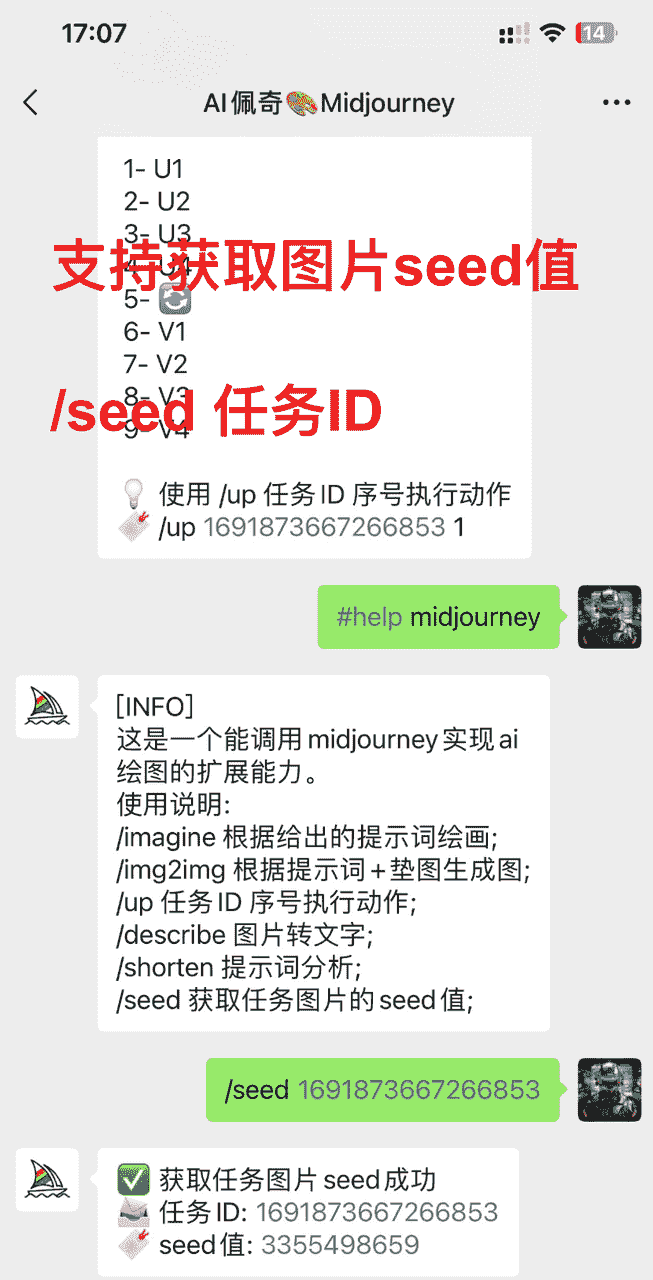 17:07
14
AI佩奇🎨Midjourney
1- U1
2- U2
3- U3
支持获取图片seed值
4- U4
5- 🔄
6- V1
7- V2
8- V3
/seed 任务ID
9- V4
💡 使用 /up 任务ID 序号执行动作
/up 1691873667266853 1
#help midjourney
[INFO]
这是一个能调用midjourney实现ai
绘图的扩展能力。
使用说明:
/imagine 根据给出的提示词绘画;
/img2img 根据提示词+垫图生成图;
/up 任务ID 序号执行动作;
/describe 图片转文字;
/shorten 提示词分析;
/seed 获取任务图片的seed值;
/seed 1691873667266853
✅ 获取任务图片seed成功
任务ID: 1691873667266853
seed值: 3355498659